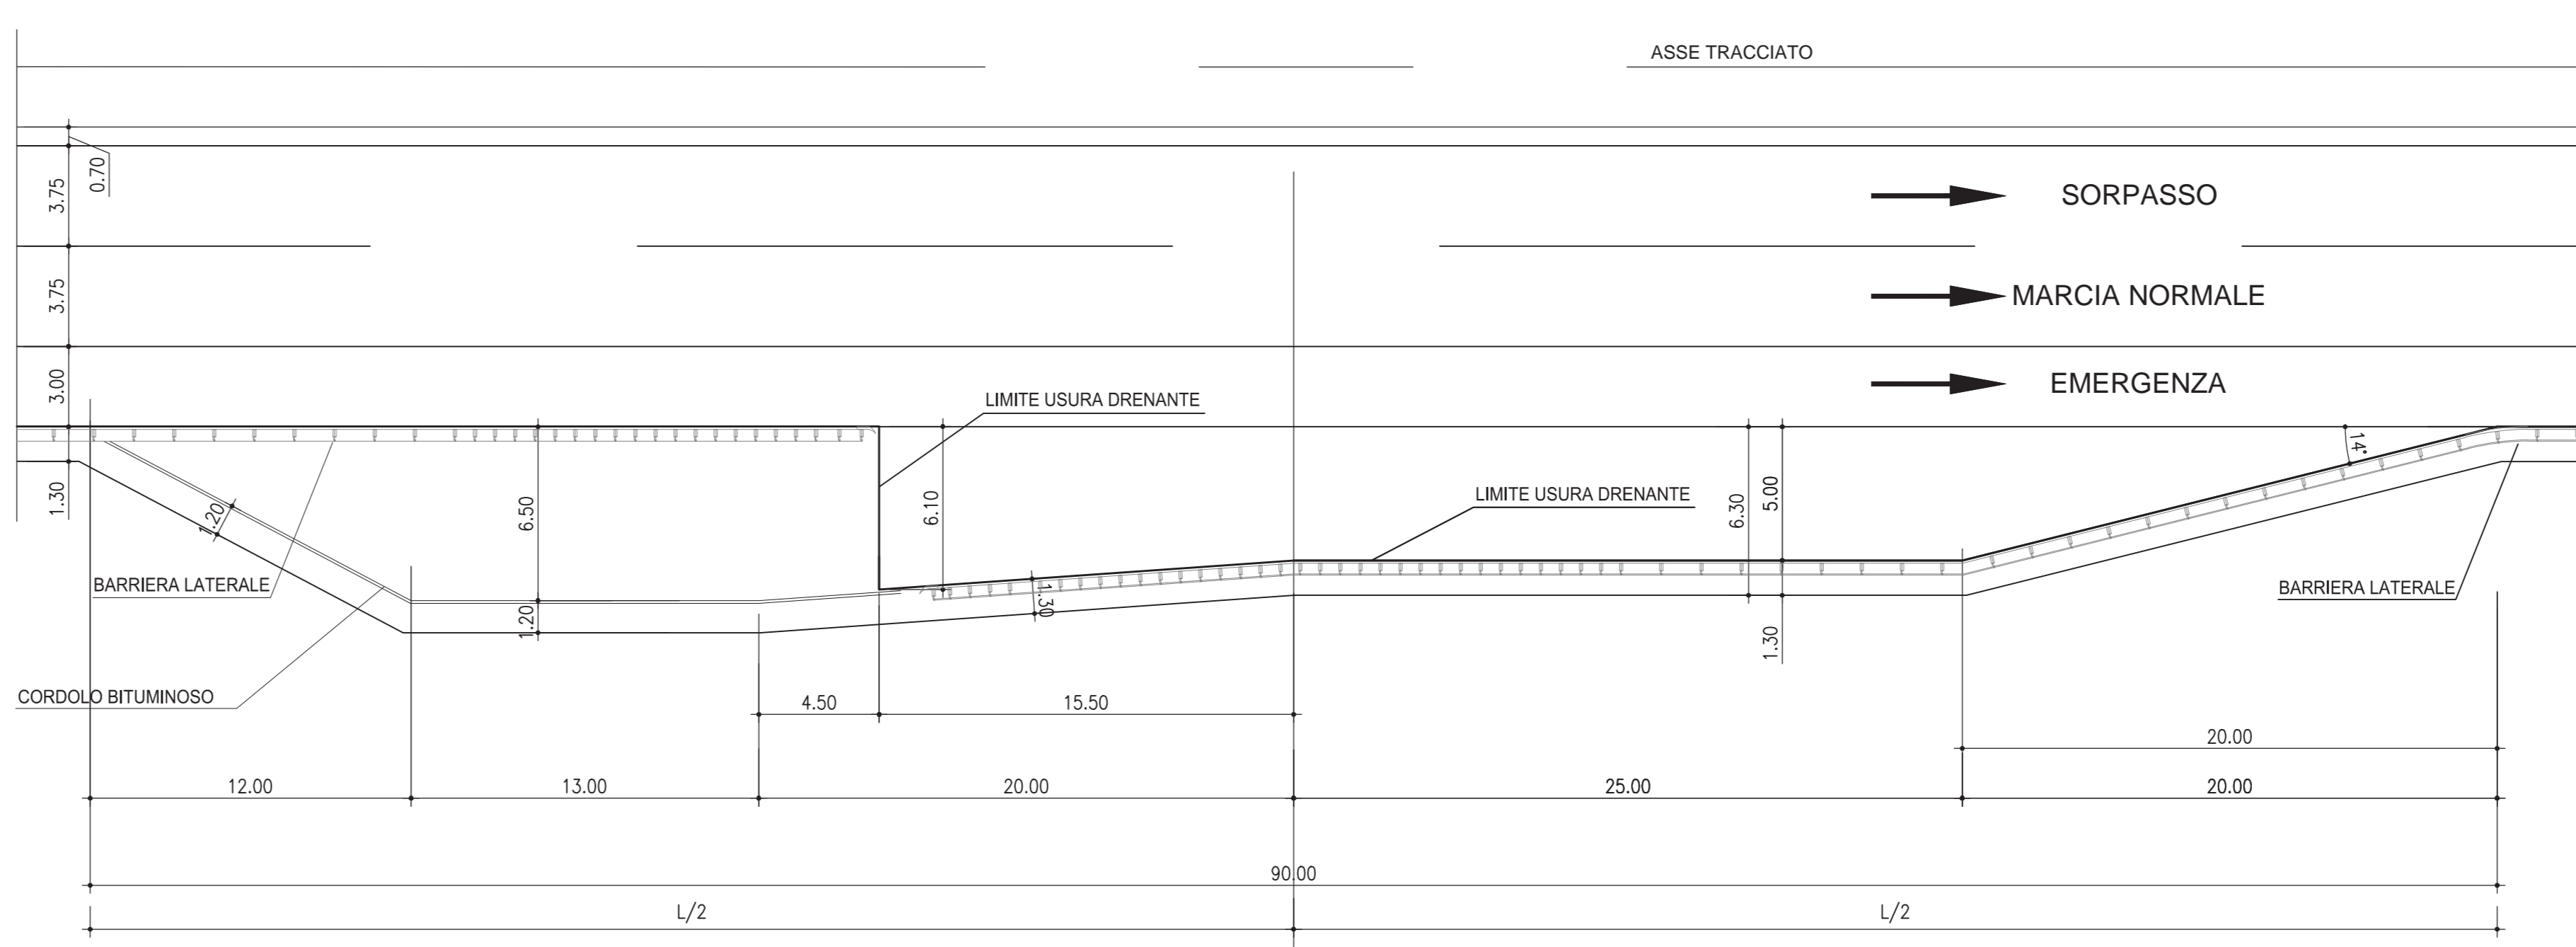 ASSE TRACCIATO
0.70
3.75
SORPASSO
3.75
MARCIA NORMALE
3.00
EMERGENZA
LIMITE USURA DRENANTE
14°
1.30
1.20
6.50
6.10
LIMITE USURA DRENANTE
6.30
5.00
BARRIERA LATERALE
1.20
1.30
1.30
BARRIERA LATERALE
CORDOLO BITUMINOSO
4.50
15.50
20.00
12.00
13.00
20.00
25.00
20.00
90.00
L/2
L/2